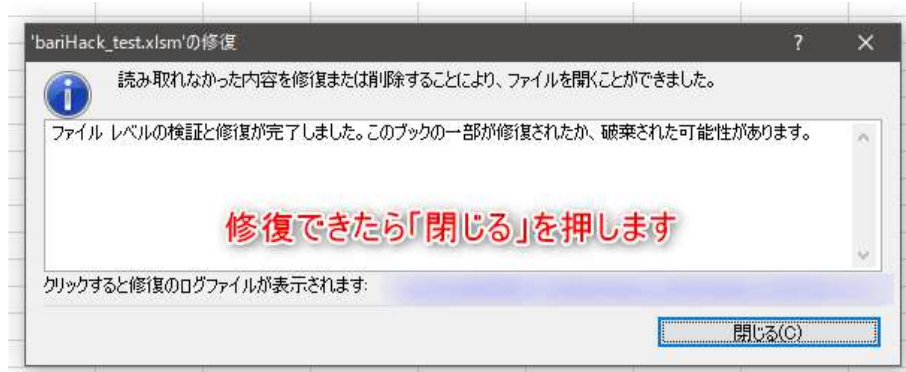 'bariHack_test.xlsm'の修復
読み取れなかった内容を修復または削除することにより、ファイルを開くことができました。
ファイル レベルの検証と修復が完了しました。このブックの一部が修復されたか、破棄された可能性があります。
修復できたら「閉じる」を押します
クリックすると修復のログファイルが表示されます:
閉じる(C)